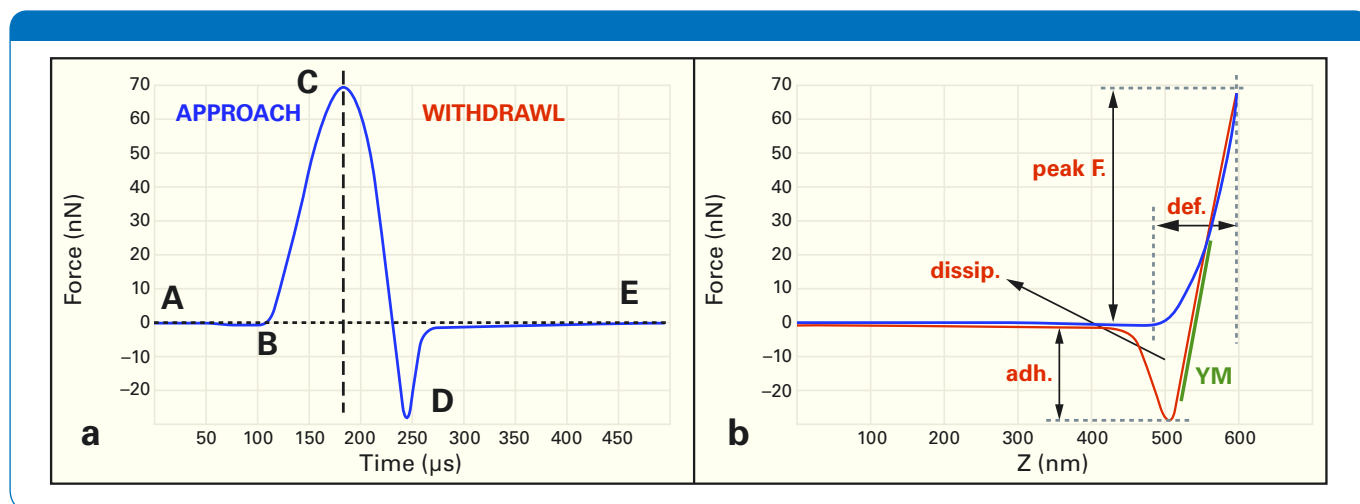 C
APPROACH
WITHDRAWL
A
B
E
D
70
60
50
40
30
20
10
0
–10
–20
Force (nN)
50 100 150 200 250 300 350 400 450
Time (µs)
a
peak F.
def.
dissip.
adh.
YM
70
60
50
40
30
20
10
0
–10
–20
Force (nN)
100 200 300 400 500 600
Z (nm)
b